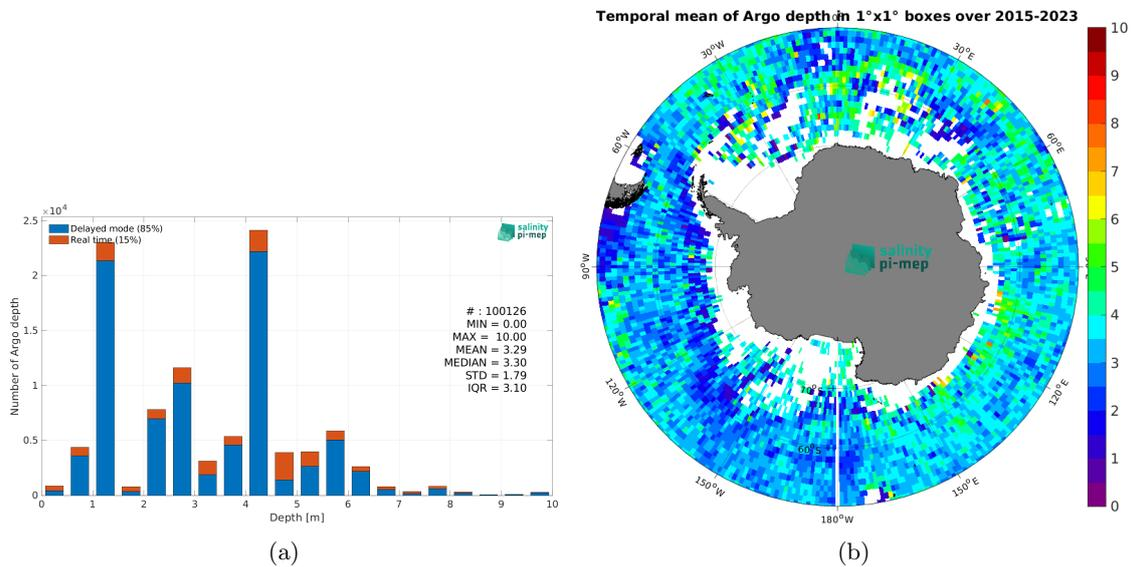 Temporal mean of Argo depth in 1°x1° boxes over 2015-2023
×10⁴
2.5
2
1.5
1
0.5
0
Number of Argo depth
Delayed mode (85%)
Real time (15%)
salinity
pi-mep
# : 100126
MIN = 0.00
MAX = 10.00
MEAN = 3.29
MEDIAN = 3.30
STD = 1.79
IQR = 3.10
0 1 2 3 4 5 6 7 8 9 10
Depth [m]
(a)
0°
30°W
30°E
60°W
60°E
90°W
120°W
120°E
150°W
150°E
180°W
70°S
60°S
salinity
pi-mep
10
9
8
7
6
5
4
3
2
1
0
(b)